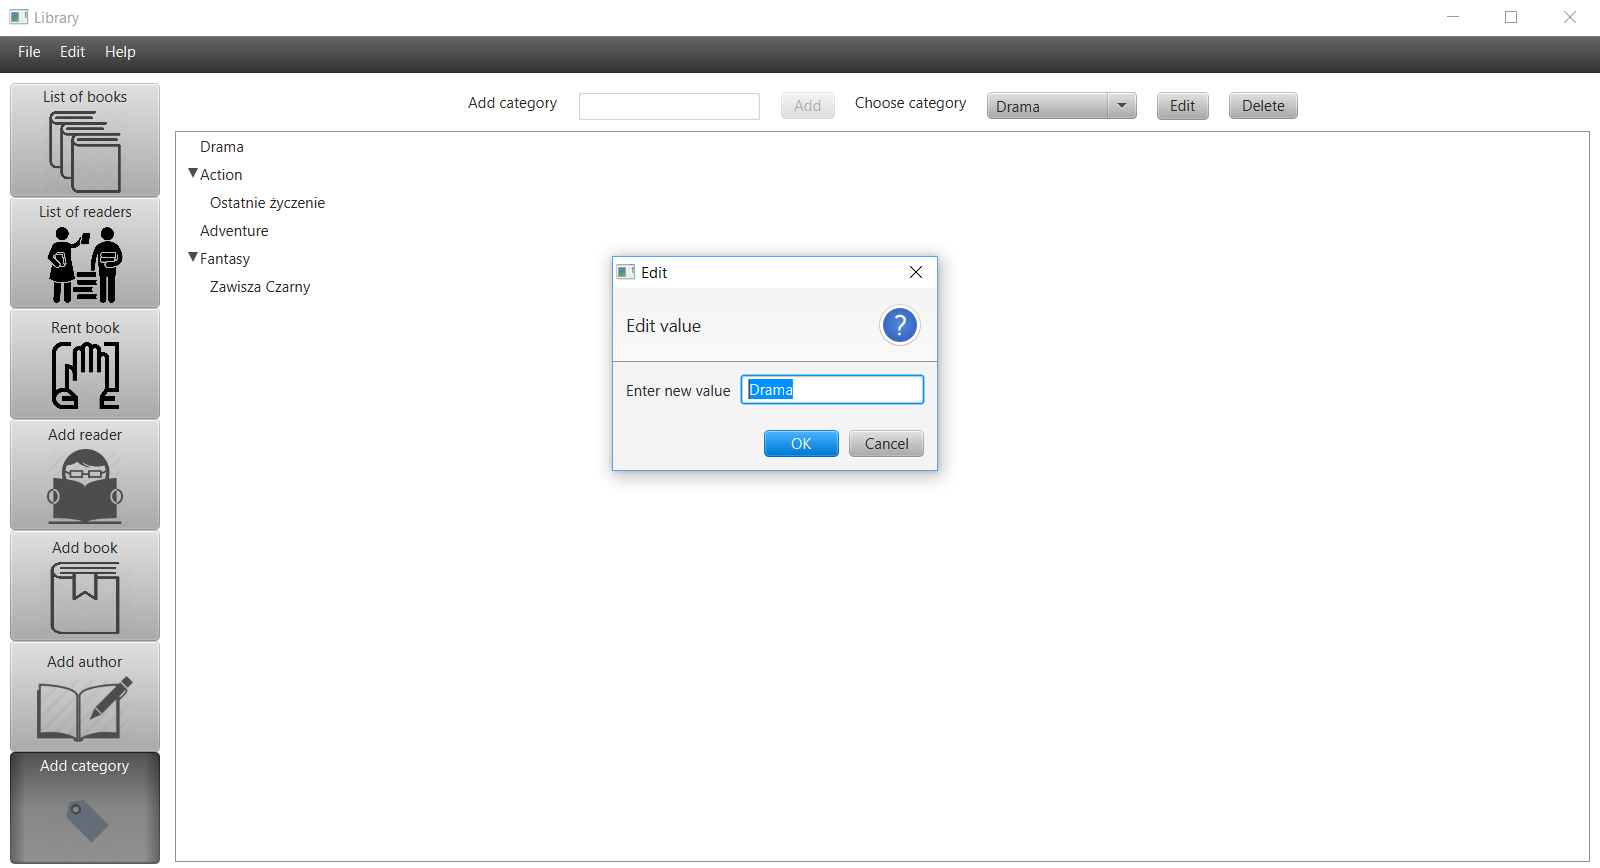 Library
File Edit Help
List of books
List of readers
Rent book
Add reader
Add book
Add author
Add category
Add category Add Choose category Drama Edit Delete
Drama
Action
Ostatnie życzenie
Adventure
Fantasy
Zawisza Czarny
Edit
Edit value
?
Enter new value Drama
OK Cancel